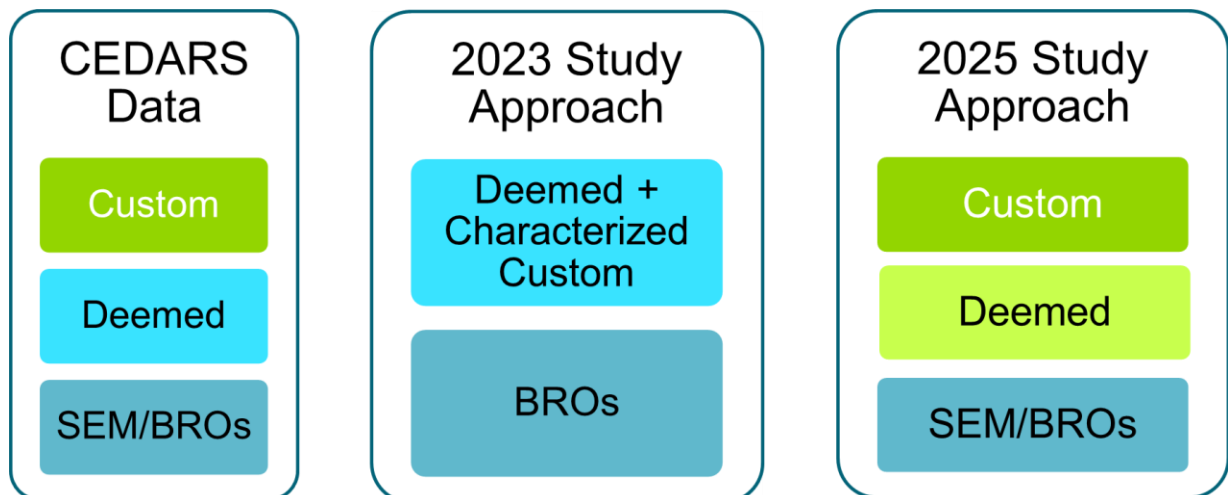 CEDARS
Data
Custom
Deemed
SEM/BROs
2023 Study
Approach
Deemed +
Characterized
Custom
BROs
2025 Study
Approach
Custom
Deemed
SEM/BROs